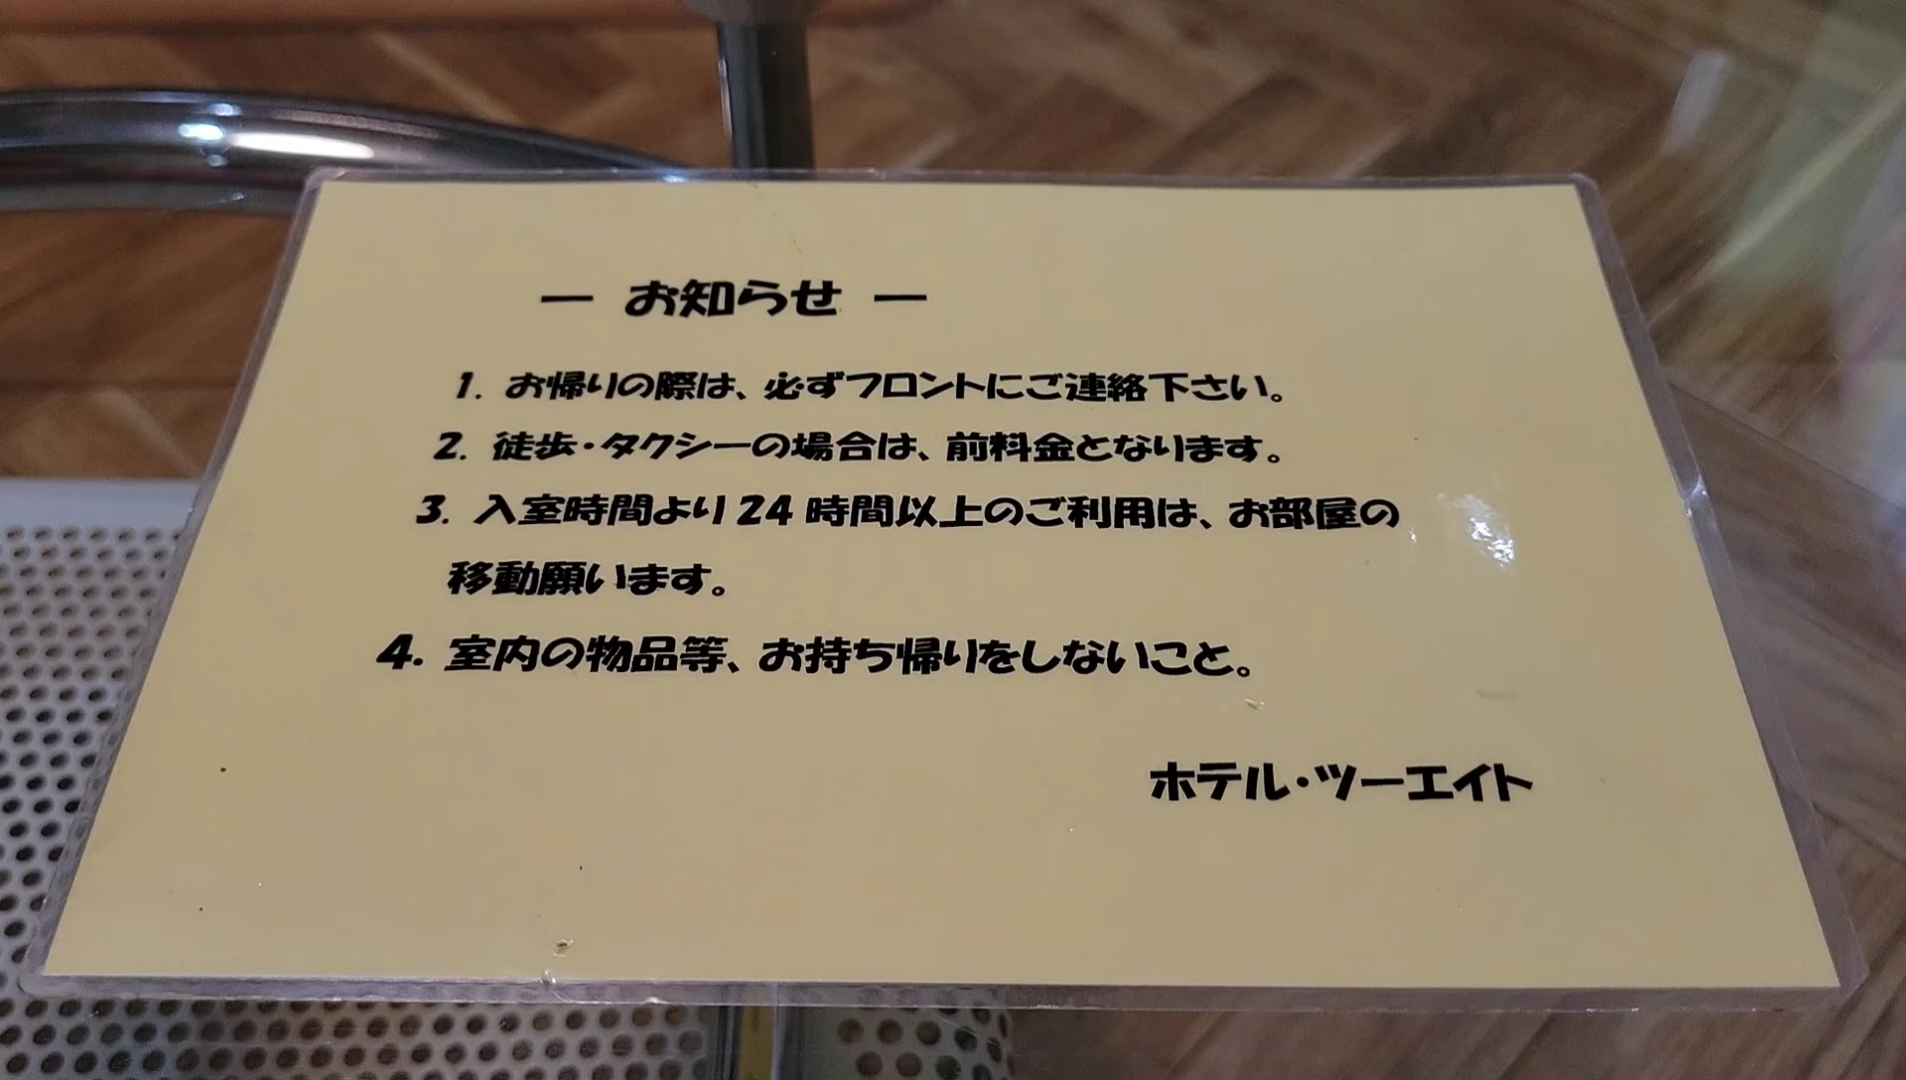 ― お知らせ ―
1. お帰りの際は、必ずフロントにご連絡下さい。
2. 徒歩・タクシーの場合は、前料金となります。
3. 入室時間より24時間以上のご利用は、お部屋の
移動願います。
4. 室内の物品等、お持ち帰りをしないこと。
ホテル・ツーエイト